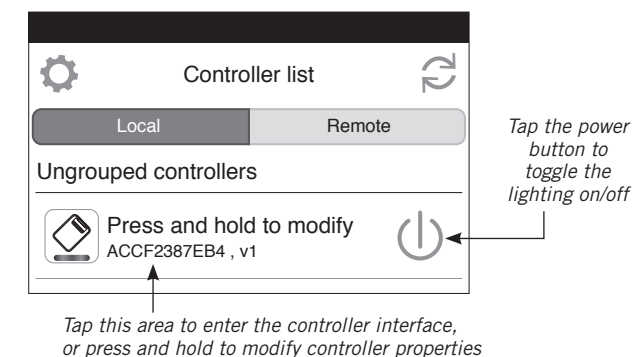 Controller list
Local
Remote
Ungrouped controllers
Press and hold to modify
ACCF2387EB4 , v1
Tap the power
button to
toggle the
lighting on/off
Tap this area to enter the controller interface,
or press and hold to modify controller properties